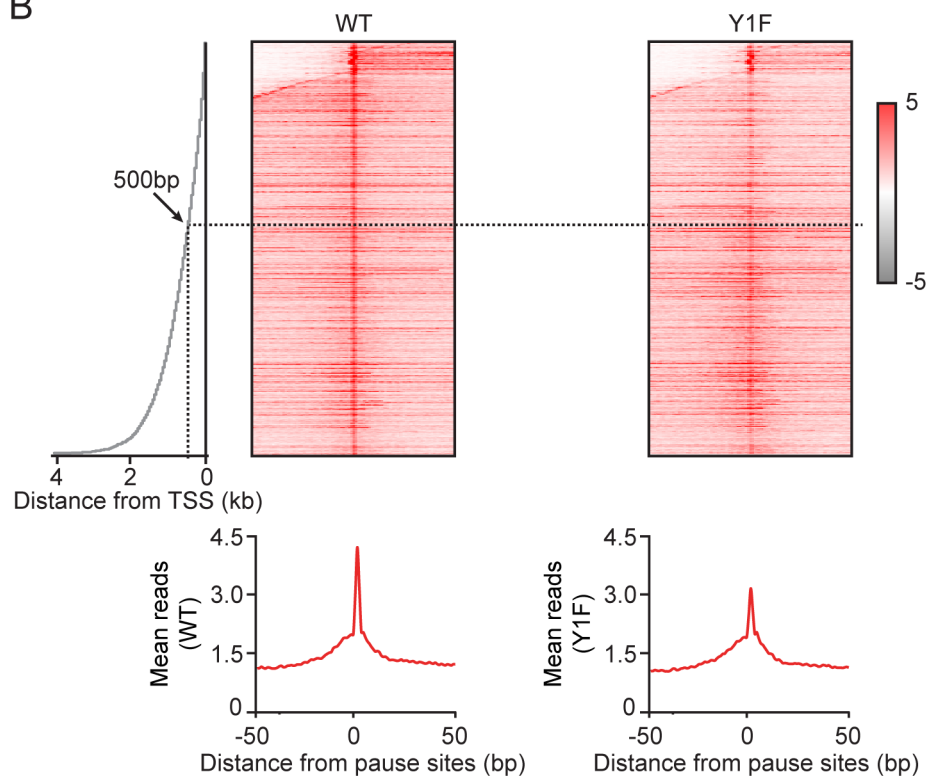 B
WT
Y1F
500bp
5
-5
4
2
0
Distance from TSS (kb)
4.5
3.0
1.5
0
Mean reads
(WT)
-50
0
50
Distance from pause sites (bp)
4.5
3.0
1.5
0
Mean reads
(Y1F)
-50
0
50
Distance from pause sites (bp)